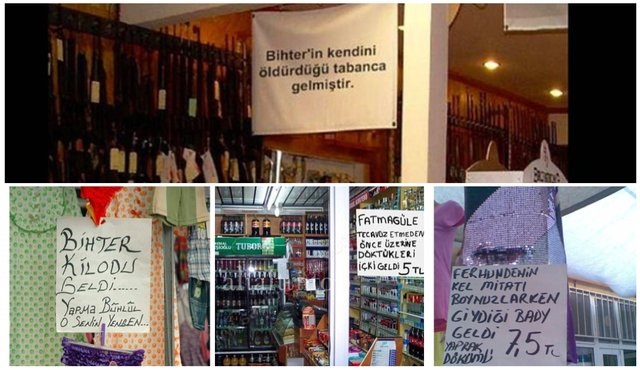 Bihter'in kendini
öldürdüğü tabanca
gelmiştir.
BİHTER
KİLODU
GELDİ......
YAPMA BÜHLÜL
O SENİN YENGEN...
TUBORG
FATMAGÜLE
TECAVÜZ ETMEDEN
ÖNCE ÜZERİNE
DÖKTÜKLERİ
İÇKİ GELDİ 5 TL
FERHUNDENİN
KEL MİTATI
BOYNUZLARKEN
GİYDİĞİ BADY
GELDİ
YAPRAK
DÖKÜMÜ 7,5 TL